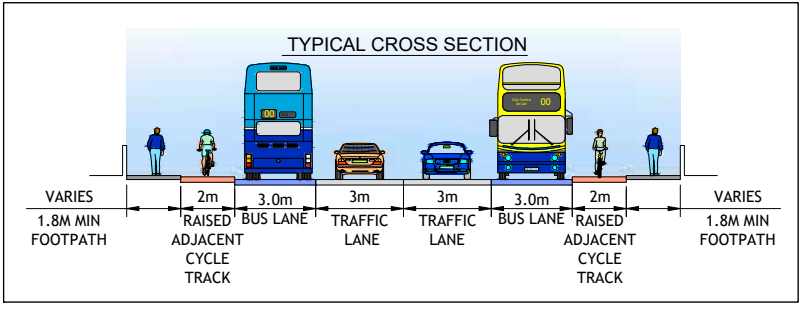 TYPICAL CROSS SECTION
00
City Centre
00
VARIES
2m
3.0m
3m
3m
3.0m
2m
VARIES
1.8M MIN
FOOTPATH
RAISED
ADJACENT
CYCLE
TRACK
BUS LANE
TRAFFIC
LANE
TRAFFIC
LANE
BUS LANE
RAISED
ADJACENT
CYCLE
TRACK
1.8M MIN
FOOTPATH